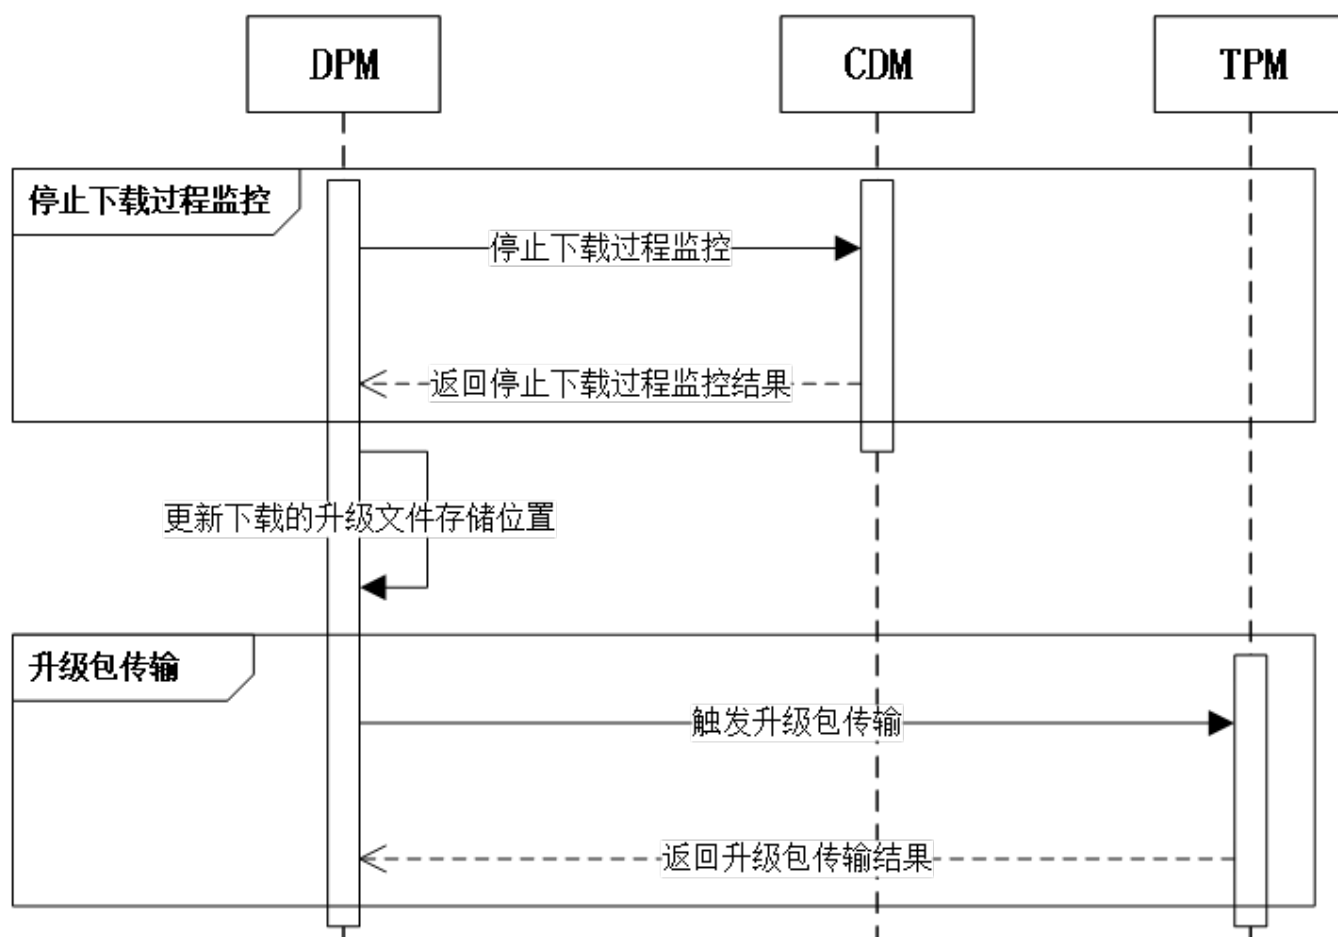 DPM
CDM
TPM
停止下载过程监控
停止下载过程监控
返回停止下载过程监控结果
更新下载的升级文件存储位置
升级包传输
触发升级包传输
返回升级包传输结果